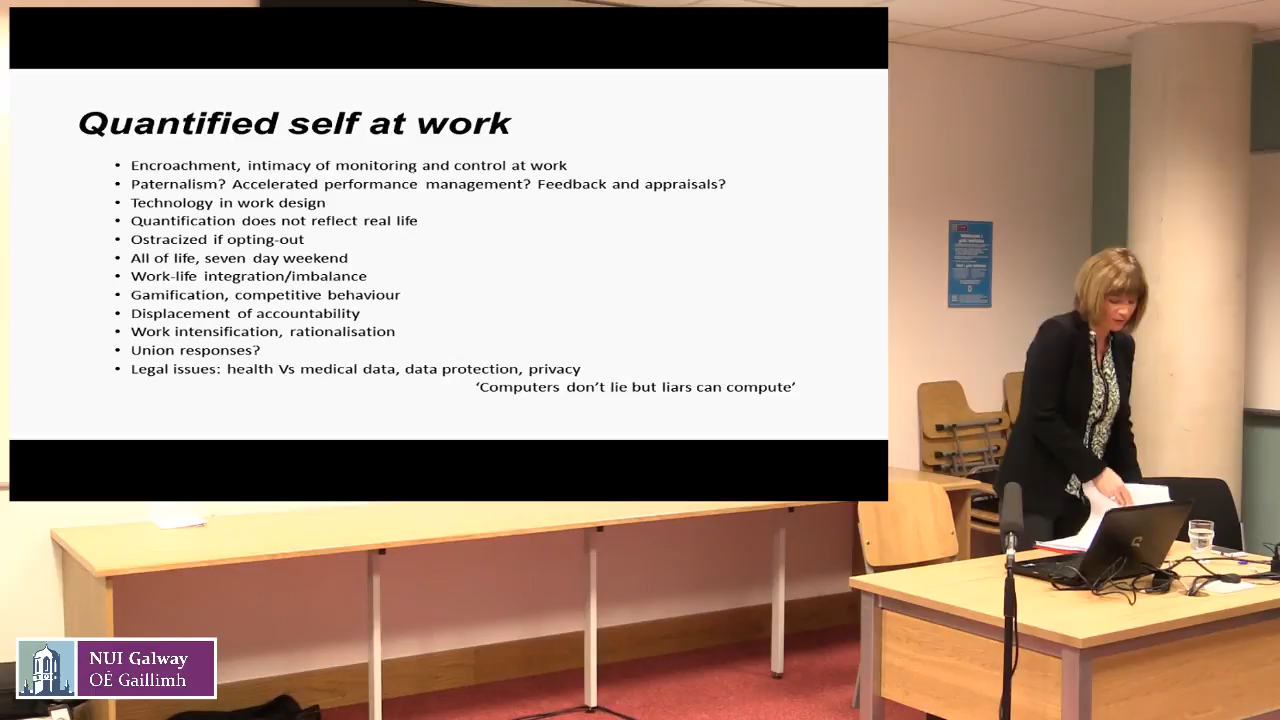 Quantified self at work
• Encroachment, intimacy of monitoring and control at work
• Paternalism? Accelerated performance management? Feedback and appraisals?
• Technology in work design
• Quantification does not reflect real life
• Ostracized if opting-out
• All of life, seven day weekend
• Work-life integration/imbalance
• Gamification, competitive behaviour
• Displacement of accountability
• Work intensification, rationalisation
• Union responses?
• Legal issues: health Vs medical data, data protection, privacy
‘Computers don’t lie but liars can compute’
NUI Galway
OÉ Gaillimh